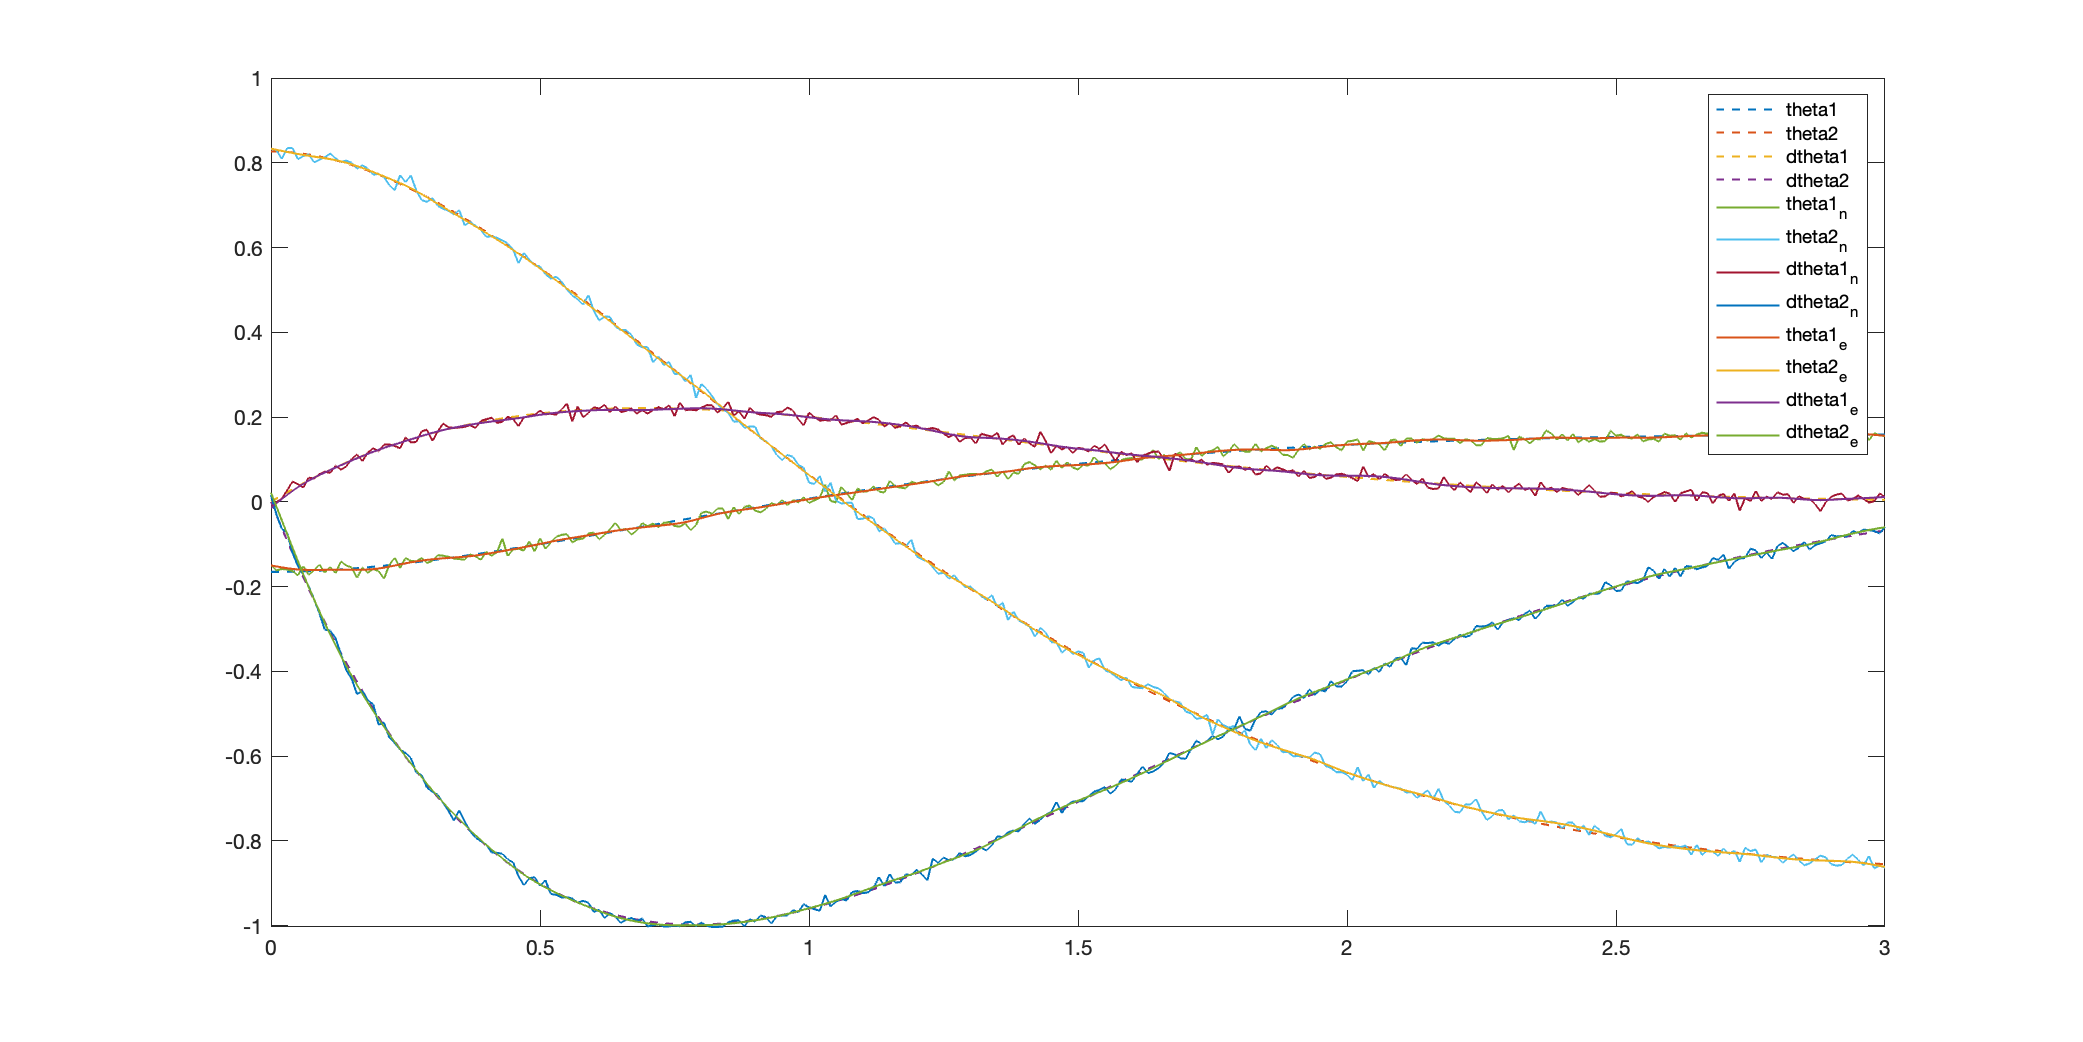 1
0.8
0.6
0.4
0.2
0
-0.2
-0.4
-0.6
-0.8
-1
0 0.5 1 1.5 2 2.5 3
theta1
theta2
dtheta1
dtheta2
theta1n
theta2n
dtheta1n
dtheta2n
theta1e
theta2e
dtheta1e
dtheta2e